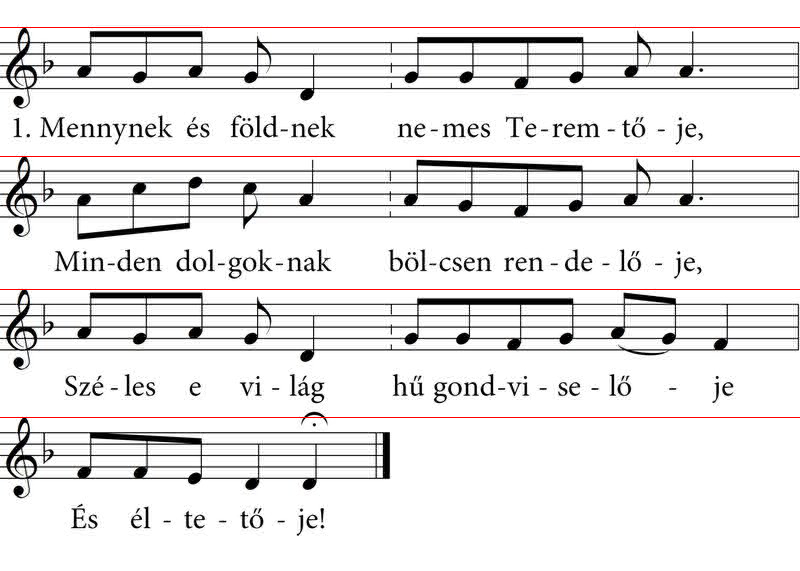 1. Mennynek és föld-nek ne-mes Te-rem-tő-je,
Min-den dol-gok-nak böl-csen ren-de-lő-je,
Szé-les e vi-lág hű gond-vi-se-lő-je
És él-te-tő-je!